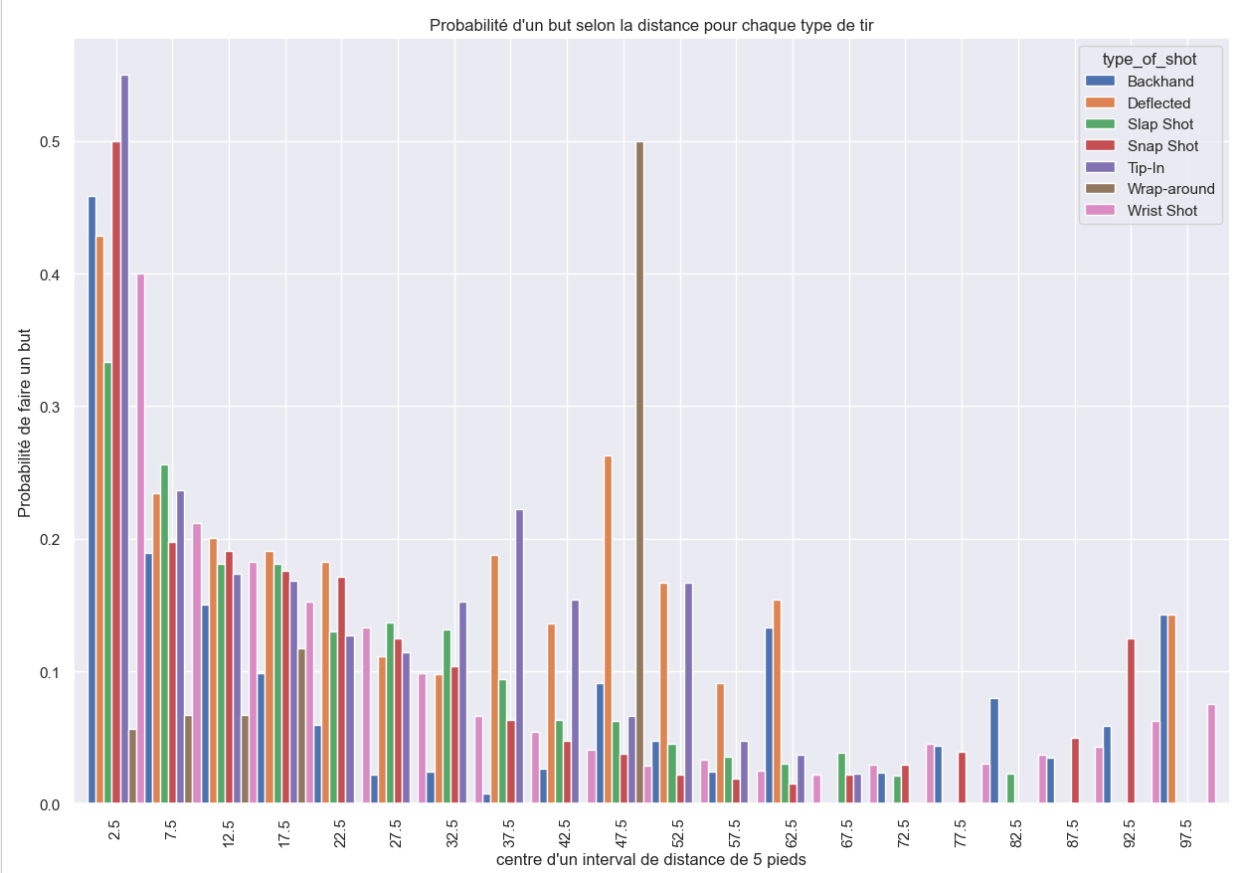 Probabilité d'un but selon la distance pour chaque type de tir
type_of_shot
Backhand
Deflected
Slap Shot
Snap Shot
Tip-In
Wrap-around
Wrist Shot
Probabilité de faire un but
0.5
0.4
0.3
0.2
0.1
0.0
2.5
7.5
12.5
17.5
22.5
27.5
32.5
37.5
42.5
47.5
52.5
57.5
62.5
67.5
72.5
77.5
82.5
87.5
92.5
97.5
centre d'un interval de distance de 5 pieds